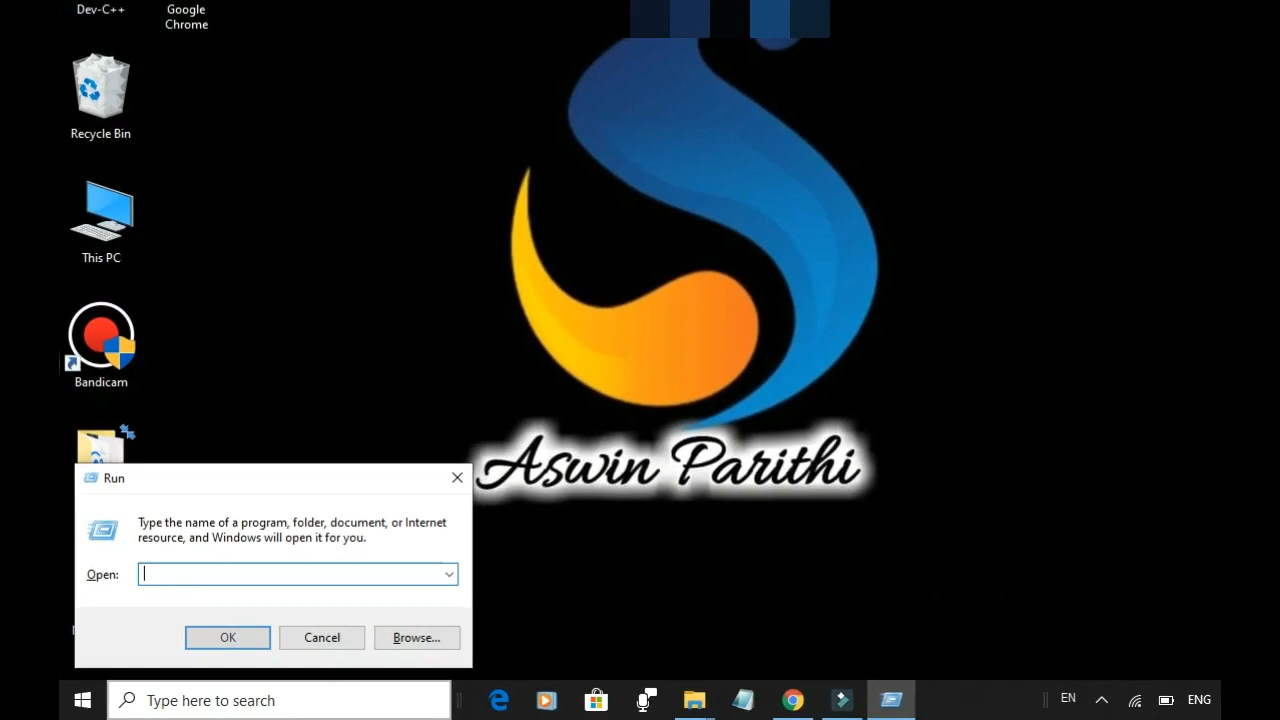 Dev-C++
Google
Chrome
Recycle Bin
This PC
Bandicam
Aswin Parithi
Run
Type the name of a program, folder, document, or Internet
resource, and Windows will open it for you.
Open:
OK
Cancel
Browse...
Type here to search
EN
ENG